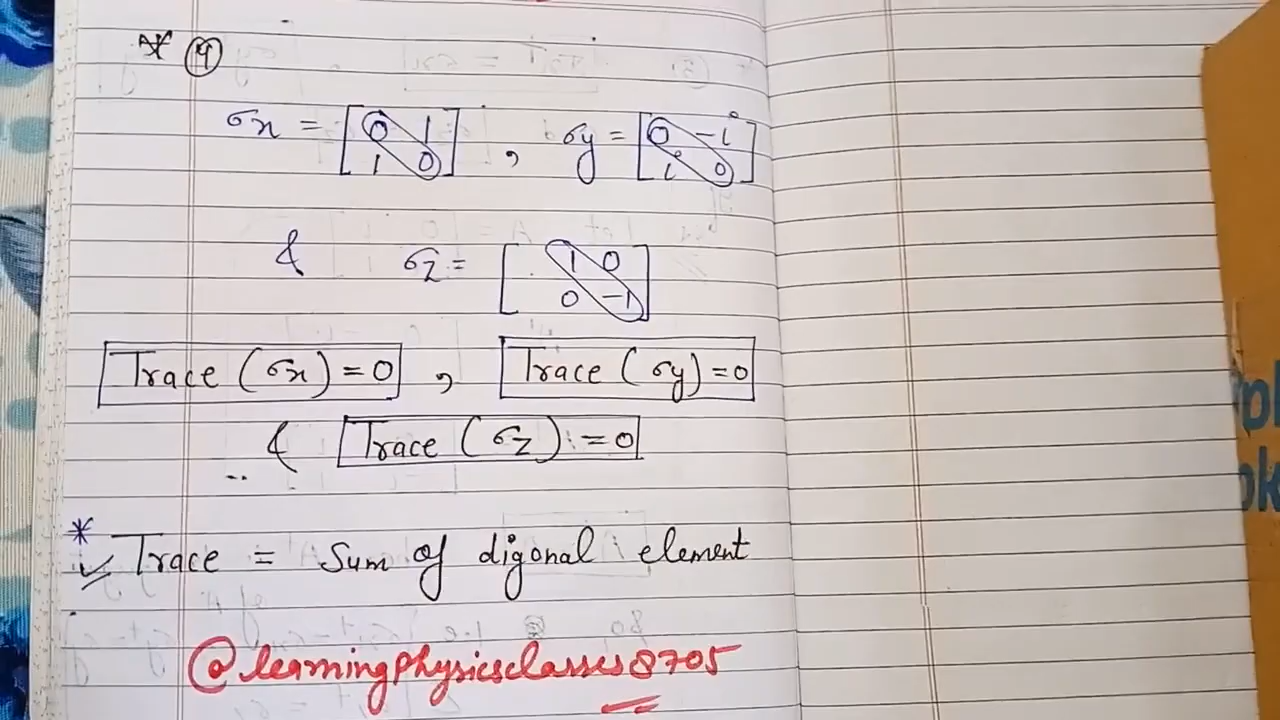 * (4)
σx = [0 1
1 0] , σy = [0 -i
i 0]
& σz = [1 0
0 -1]
Trace (σx) = 0 , Trace (σy) = 0
& Trace (σz) = 0
* ✓ Trace = Sum of digonal element
@learningphysicsclasses8705